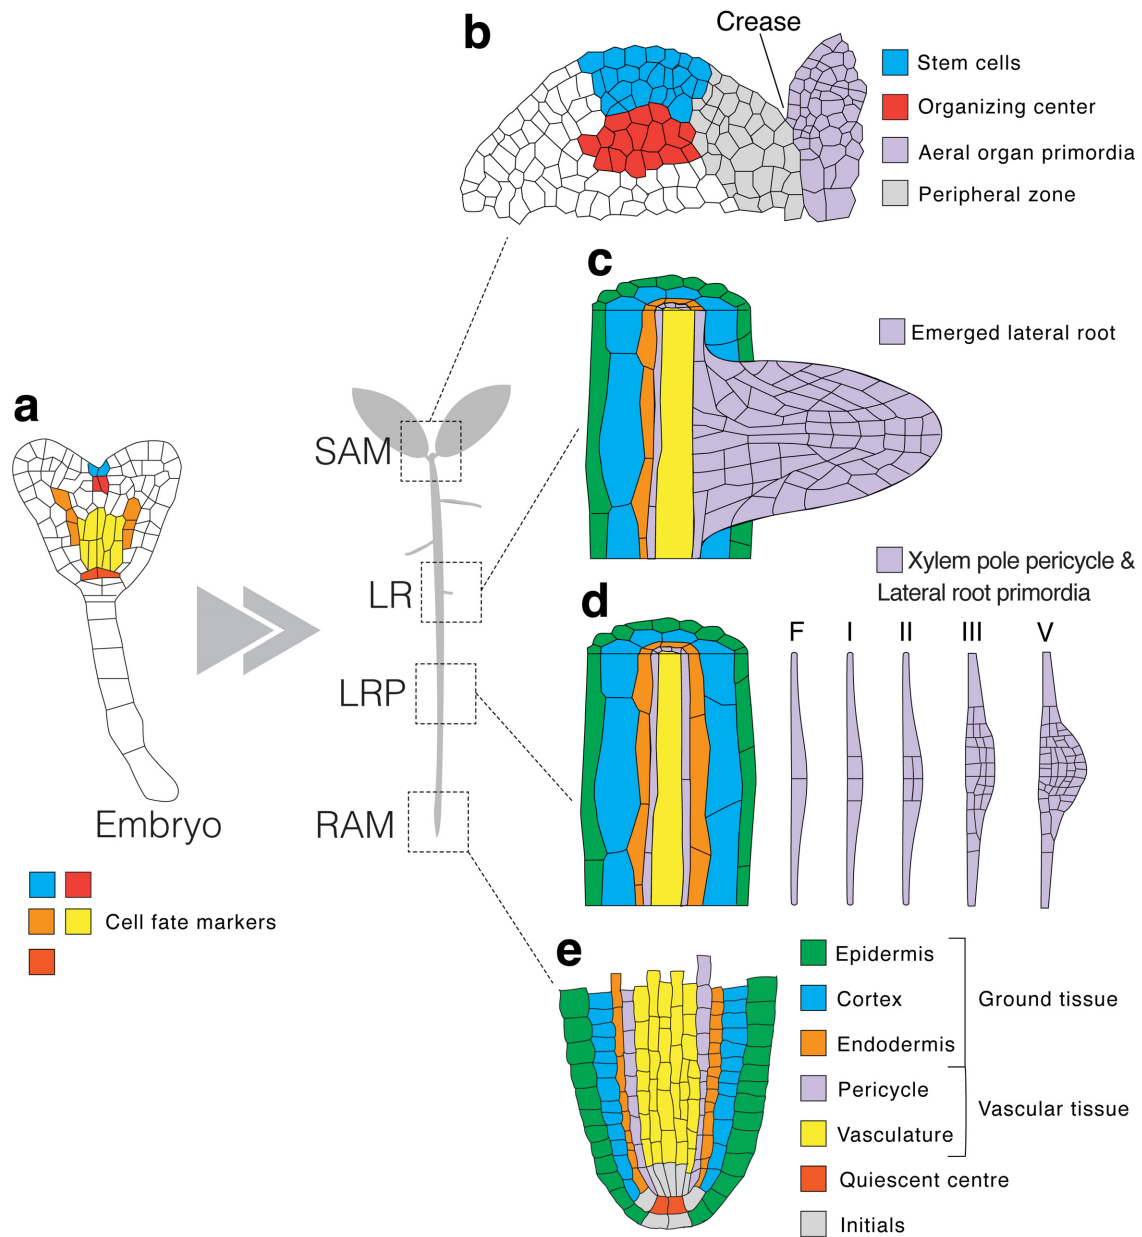 b
Crease
Stem cells
Organizing center
Aeral organ primordia
Peripheral zone
c
Emerged lateral root
a
SAM
LR
LRP
RAM
Embryo
Cell fate markers
Xylem pole pericycle &
Lateral root primordia
d
F I II III V
e
Epidermis
Cortex
Endodermis
Ground tissue
Pericycle
Vasculature
Vascular tissue
Quiescent centre
Initials